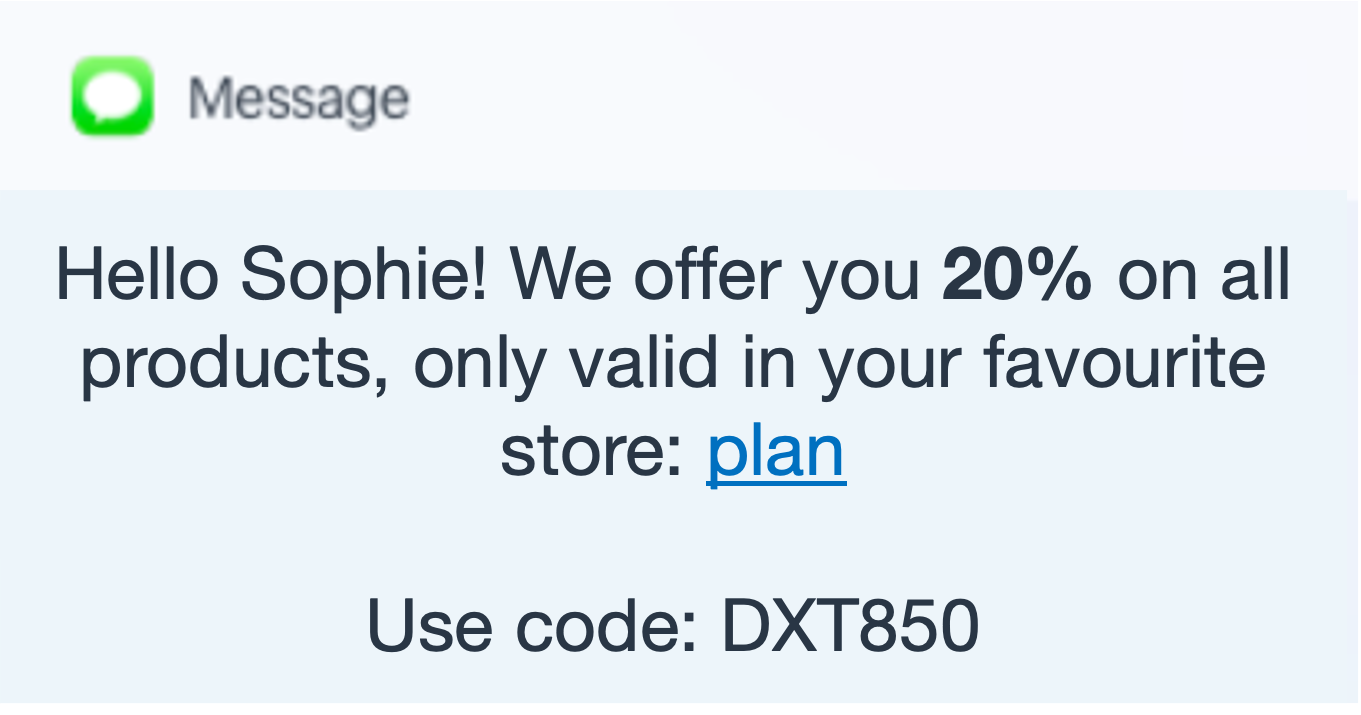 Message
Hello Sophie! We offer you 20% on all
products, only valid in your favourite
store: plan
Use code: DXT850